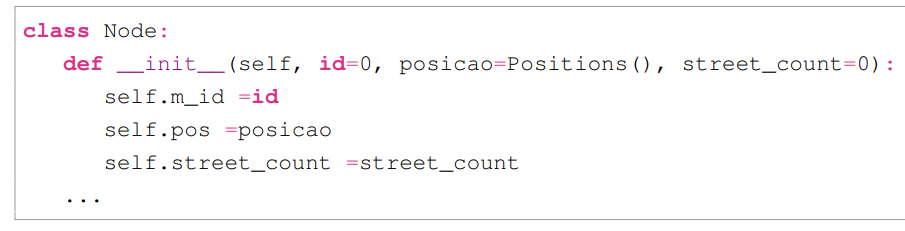 class Node:
def __init__(self, id=0, posicao=Positions(), street_count=0):
self.m_id =id
self.pos =posicao
self.street_count =street_count
...